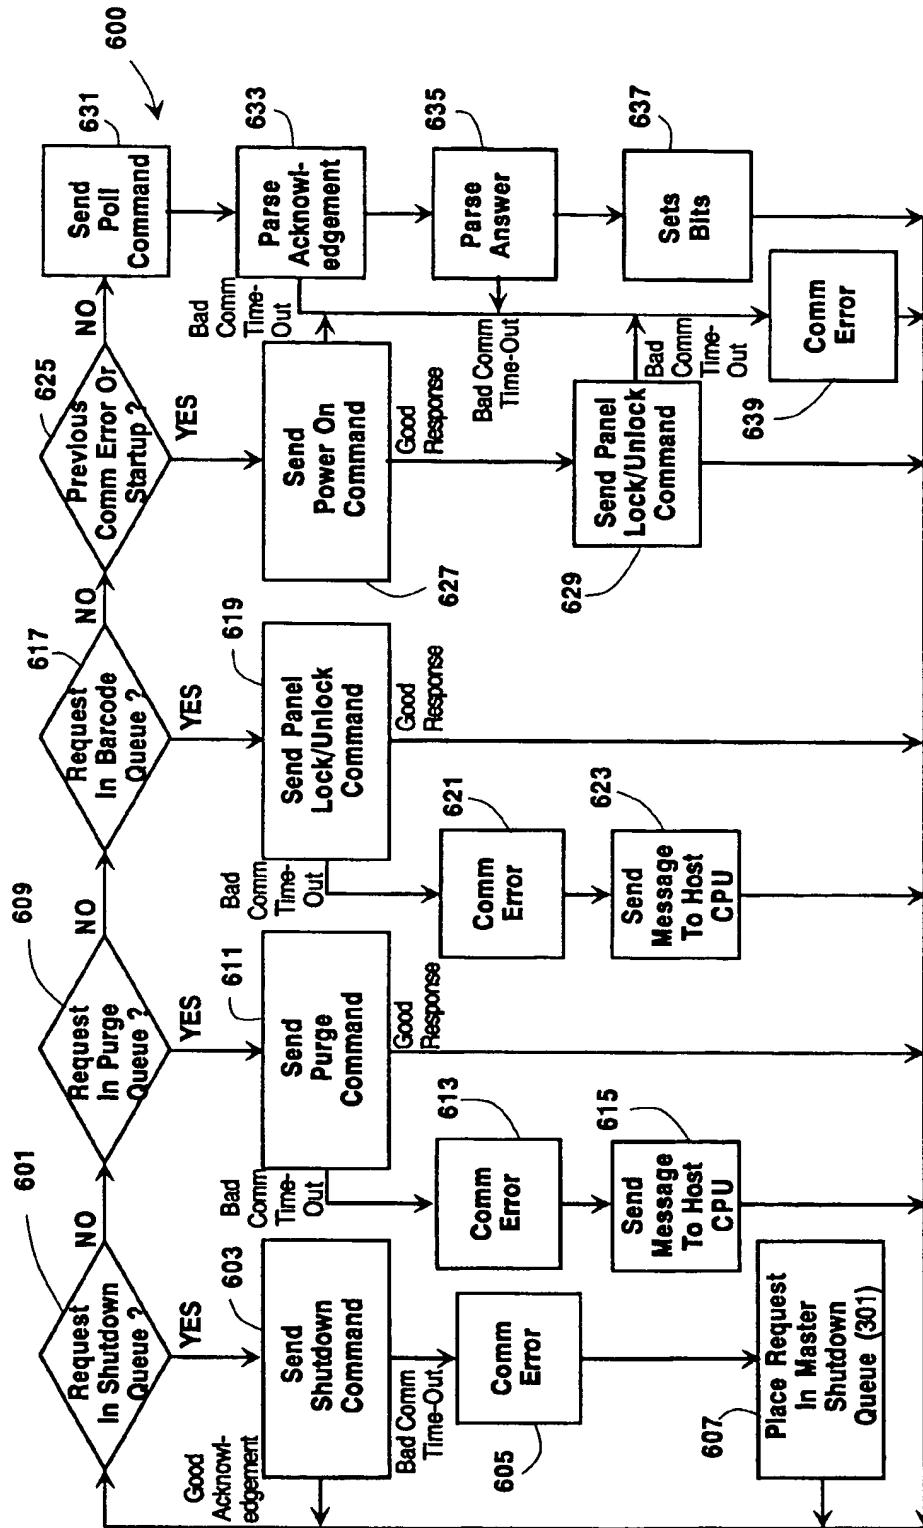 600
601
Request
In Shutdown
Queue ?
NO
YES
603
Send
Shutdown
Command
Good
Acknowl-
edgement
Bad Comm
Time-Out
Comm
Error
605
607
Place Request
In Master
Shutdown
Queue (301)
609
Request
In Purge
Queue ?
NO
YES
611
Send
Purge
Command
Bad
Comm
Time-
Out
Good
Response
613
Comm
Error
615
Send
Message
To Host
CPU
617
Request
In Barcode
Queue ?
NO
YES
619
Send Panel
Lock/Unlock
Command
Bad
Comm
Time-
Out
Good
Response
621
Comm
Error
623
Send
Message
To Host
CPU
625
Previous
Comm Error Or
Startup ?
NO
YES
627
Send
Power On
Command
Good
Response
629
Send Panel
Lock/Unlock
Command
Bad
Comm
Time-
Out
631
Send
Poll
Command
633
Parse
Acknowl-
edgement
Bad
Comm
Time-
Out
635
Parse
Answer
Bad Comm
Time-Out
637
Sets
Bits
639
Comm
Error